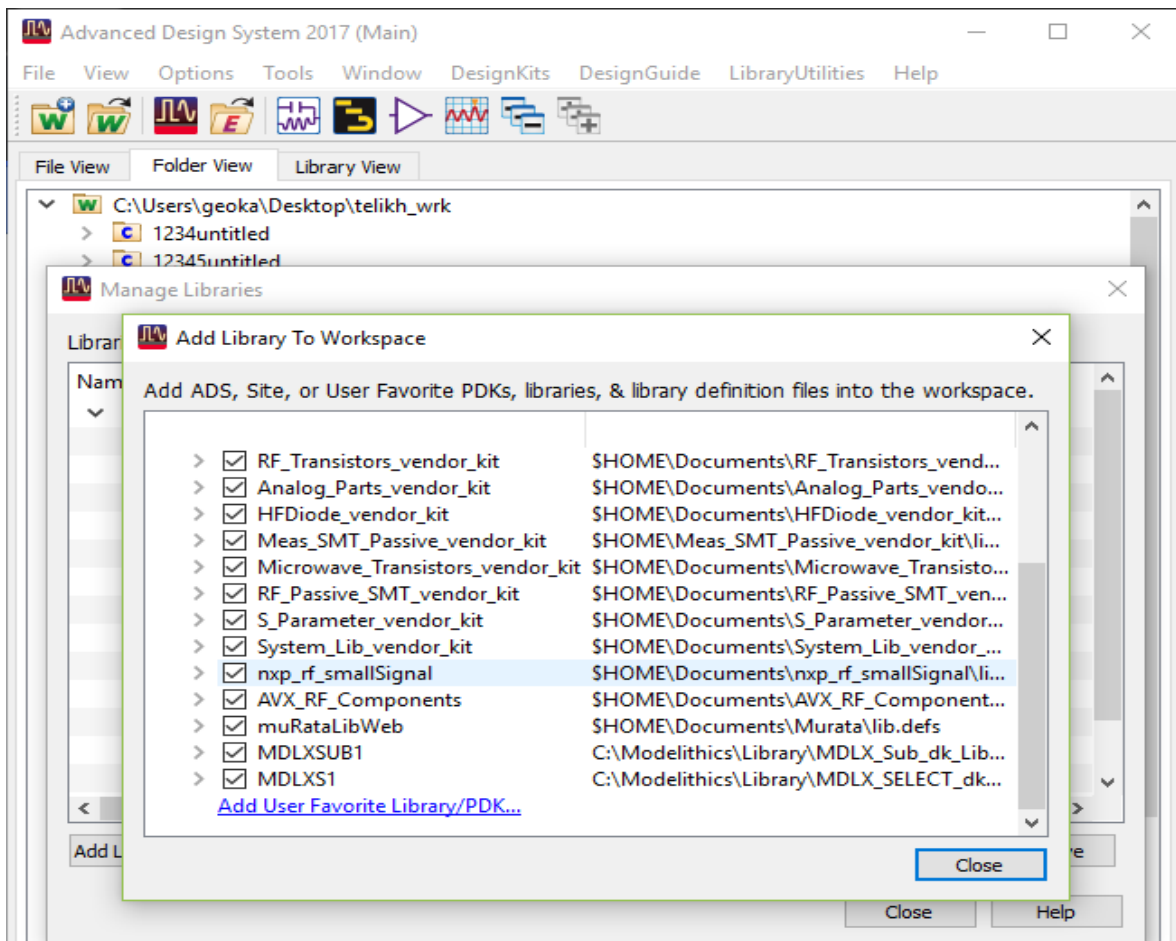 Advanced Design System 2017 (Main)
File View Options Tools Window DesignKits DesignGuide LibraryUtilities Help
File View Folder View Library View
C:\Users\geoka\Desktop\telikh_wrk
1234untitled
12345untitled
Manage Libraries
Add Library To Workspace
Add ADS, Site, or User Favorite PDKs, libraries, & library definition files into the workspace.
RF_Transistors_vendor_kit $HOME\Documents\RF_Transistors_vend...
Analog_Parts_vendor_kit $HOME\Documents\Analog_Parts_vendo...
HFDiode_vendor_kit $HOME\Documents\HFDiode_vendor_kit...
Meas_SMT_Passive_vendor_kit $HOME\Meas_SMT_Passive_vendor_kit\li...
Microwave_Transistors_vendor_kit $HOME\Documents\Microwave_Transisto...
RF_Passive_SMT_vendor_kit $HOME\Documents\RF_Passive_SMT_ven...
S_Parameter_vendor_kit $HOME\Documents\S_Parameter_vendor...
System_Lib_vendor_kit $HOME\Documents\System_Lib_vendor_...
nxp_rf_smallSignal $HOME\Documents\nxp_rf_smallSignal\li...
AVX_RF_Components $HOME\Documents\AVX_RF_Component...
muRataLibWeb $HOME\Documents\Murata\lib.defs
MDLXSUB1 C:\Modelithics\Library\MDLX_Sub_dk_Lib...
MDLXS1 C:\Modelithics\Library\MDLX_SELECT_dk...
Add User Favorite Library/PDK...
Add L
Close
Close Help